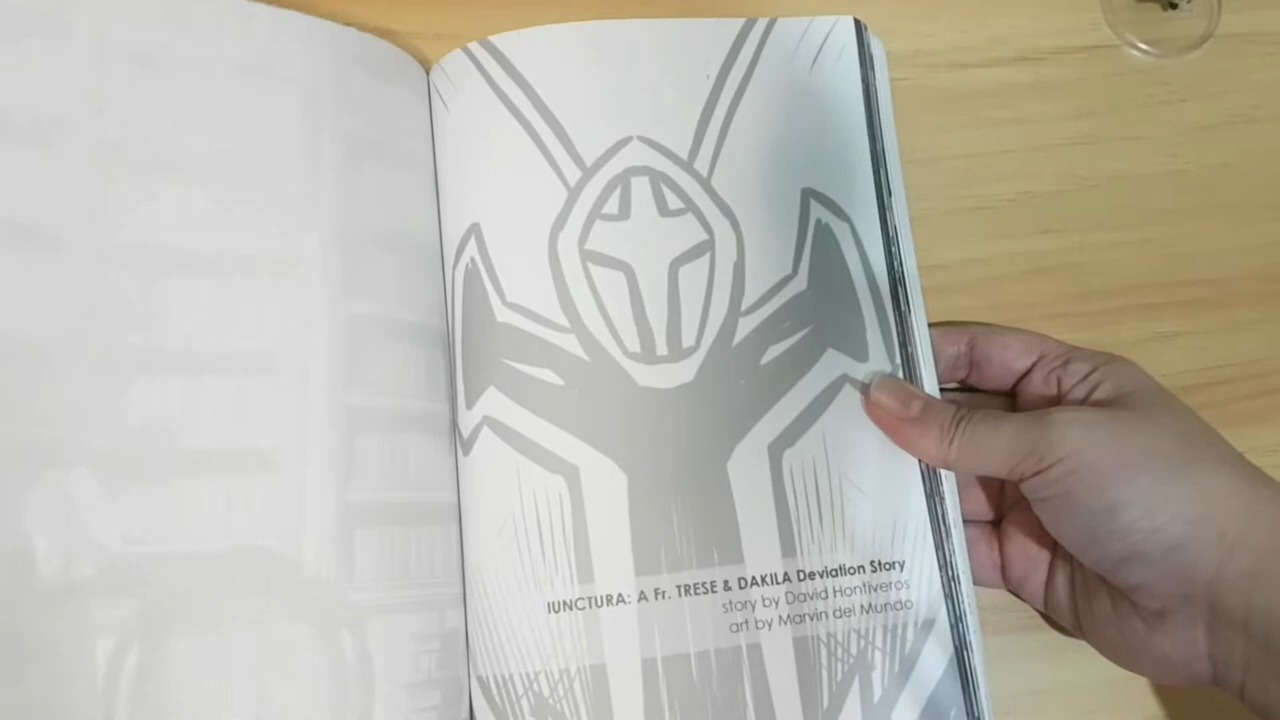 IUNCTURA: A Fr. TRESE & DAKILA Deviation Story
story by David Hontiveros
art by Marvin del Mundo